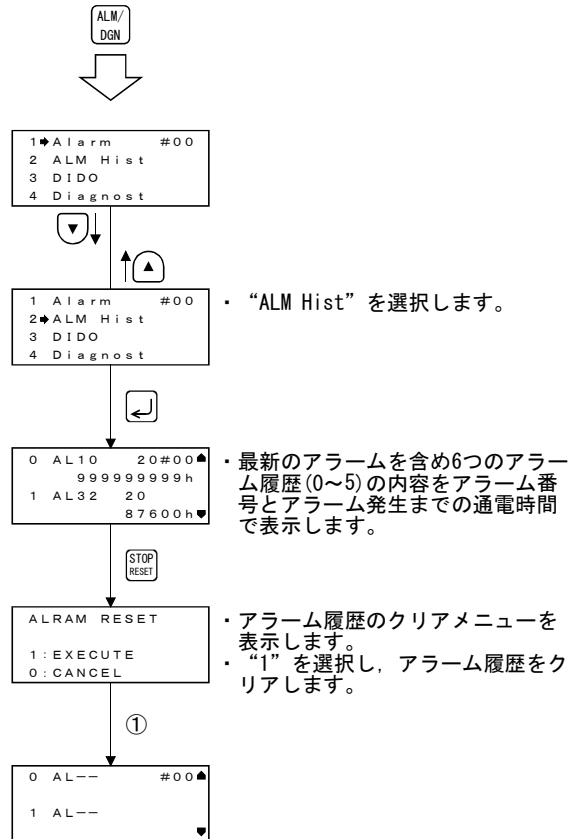 ALM/
DGN
1➡Alarm #00
2 ALM Hist
3 DIDO
4 Diagnost
▼
▲
1 Alarm #00
2➡ALM Hist
3 DIDO
4 Diagnost
・ “ALM Hist”を選択します。
0 AL10 20#00
999999999h
1 AL32 20
87600h
・最新のアラームを含め6つのアラー
ム履歴(0~5)の内容をアラーム番
号とアラーム発生までの通電時間
で表示します。
STOP
RESET
ALRAM RESET
1:EXECUTE
0:CANCEL
・アラーム履歴のクリアメニューを
表示します。
・“1”を選択し，アラーム履歴をク
リアします。
①
0 AL−− #00
1 AL−−